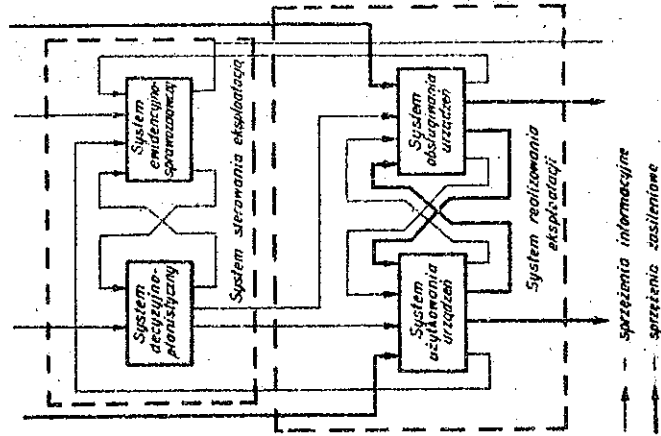 System
ewidencyjno-
sprawozdawczy
System
decyzyjno-
planistyczny
System sterowania eksploatacją
System
obsługiwania
urządzeń
System
użytkowania
urządzeń
System realizowania
eksploatacji
– sprzężenia informacyjne
– sprzężenia zasileniowe